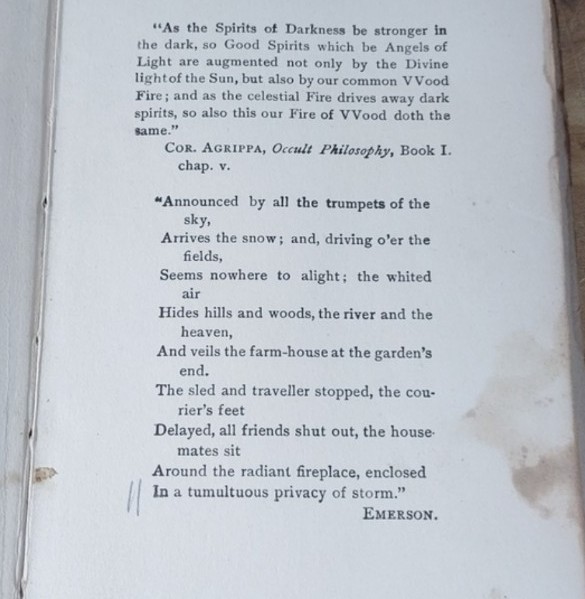 "As the Spirits of Darkness be stronger in
the dark, so Good Spirits which be Angels of
Light are augmented not only by the Divine
light of the Sun, but also by our common VVood
Fire; and as the celestial Fire drives away dark
spirits, so also this our Fire of VVood doth the
same."
COR. AGRIPPA, Occult Philosophy, Book I.
chap. v.
"Announced by all the trumpets of the
sky,
Arrives the snow; and, driving o'er the
fields,
Seems nowhere to alight; the whited
air
Hides hills and woods, the river and the
heaven,
And veils the farm-house at the garden's
end.
The sled and traveller stopped, the cou-
rier's feet
Delayed, all friends shut out, the house-
mates sit
Around the radiant fireplace, enclosed
In a tumultuous privacy of storm."
EMERSON.